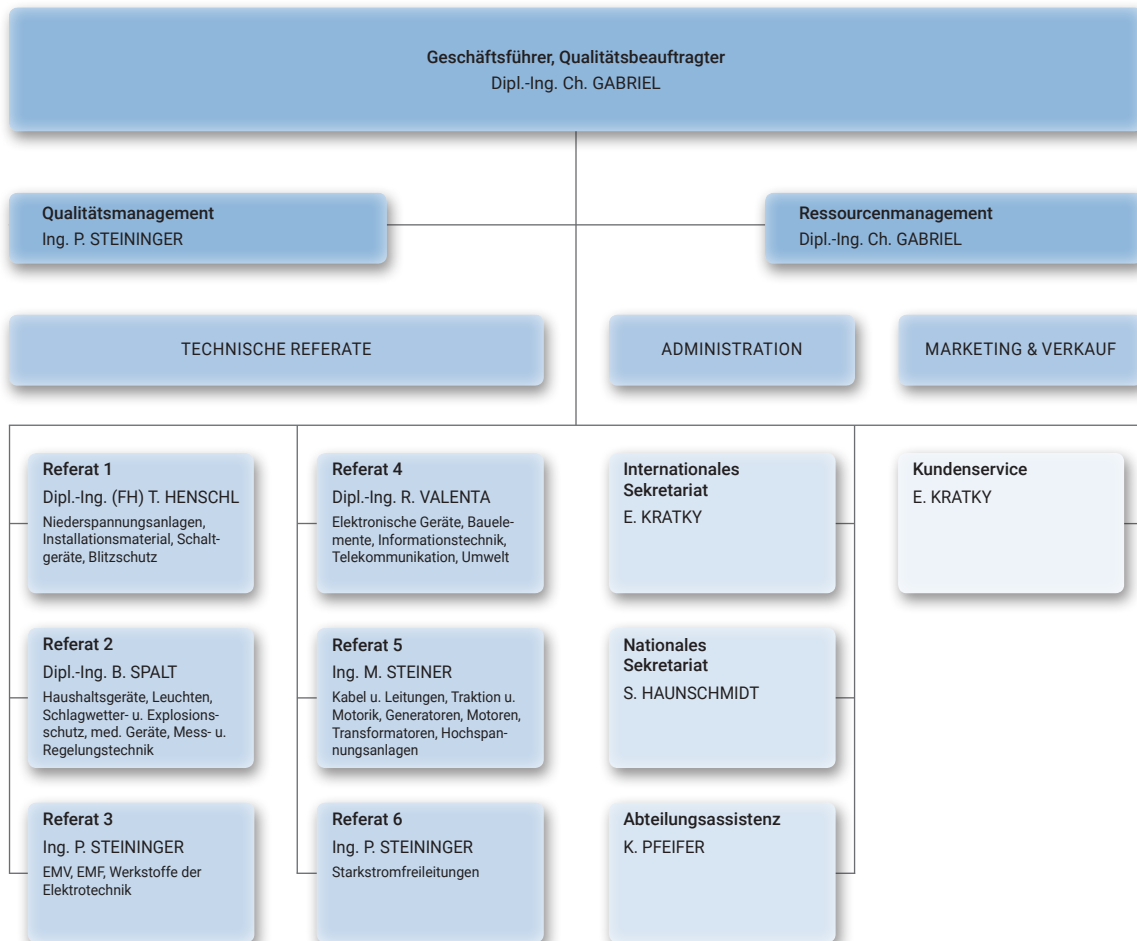 Geschäftsführer, Qualitätsbeauftragter
Dipl.-Ing. Ch. GABRIEL
Qualitätsmanagement
Ing. P. STEININGER
Ressourcenmanagement
Dipl.-Ing. Ch. GABRIEL
TECHNISCHE REFERATE
ADMINISTRATION
MARKETING & VERKAUF
Referat 1
Dipl.-Ing. (FH) T. HENSCHL
Niederspannungsanlagen,
Installationsmaterial, Schalt-
geräte, Blitzschutz
Referat 4
Dipl.-Ing. R. VALENTA
Elektronische Geräte, Bauele-
mente, Informationstechnik,
Telekommunikation, Umwelt
Internationales
Sekretariat
E. KRATKY
Kundenservice
E. KRATKY
Referat 2
Dipl.-Ing. B. SPALT
Haushaltsgeräte, Leuchten,
Schlagwetter- u. Explosions-
schutz, med. Geräte, Mess- u.
Regelungstechnik
Referat 5
Ing. M. STEINER
Kabel u. Leitungen, Traktion u.
Motorik, Generatoren, Motoren,
Transformatoren, Hochspan-
nungsanlagen
Nationales
Sekretariat
S. HAUNSCHMIDT
Referat 3
Ing. P. STEININGER
EMV, EMF, Werkstoffe der
Elektrotechnik
Referat 6
Ing. P. STEININGER
Starkstromfreileitungen
Abteilungsassistenz
K. PFEIFER